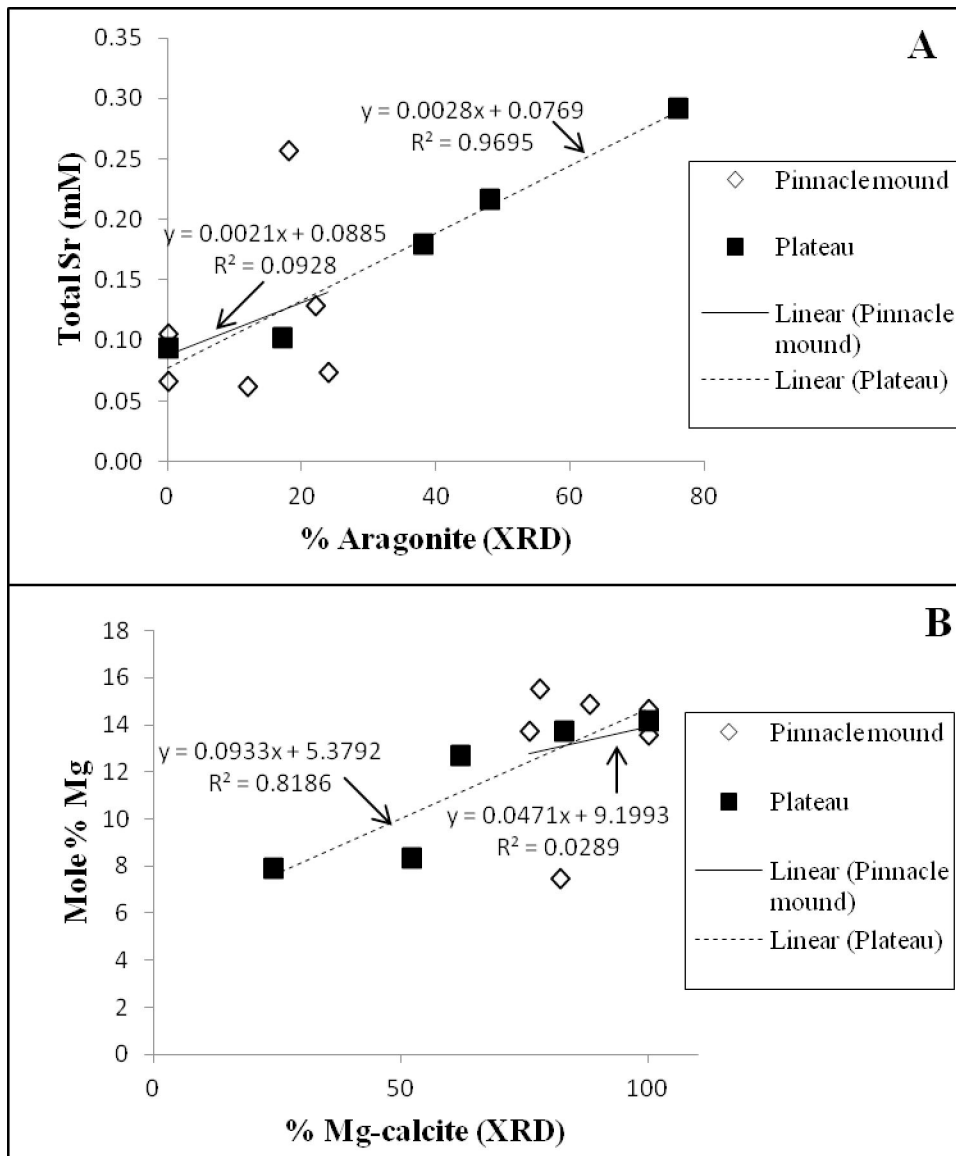 A
0.35
0.30
0.25
0.20
0.15
0.10
0.05
0.00
Total Sr (mM)
y = 0.0028x + 0.0769
R² = 0.9695
y = 0.0021x + 0.0885
R² = 0.0928
0 20 40 60 80
% Aragonite (XRD)
Pinnacle mound
Plateau
Linear (Pinnacle
mound)
Linear (Plateau)
B
18
16
14
12
10
8
6
4
2
0
Mole % Mg
y = 0.0933x + 5.3792
R² = 0.8186
y = 0.0471x + 9.1993
R² = 0.0289
0 50 100
% Mg-calcite (XRD)
Pinnacle mound
Plateau
Linear (Pinnacle
mound)
Linear (Plateau)